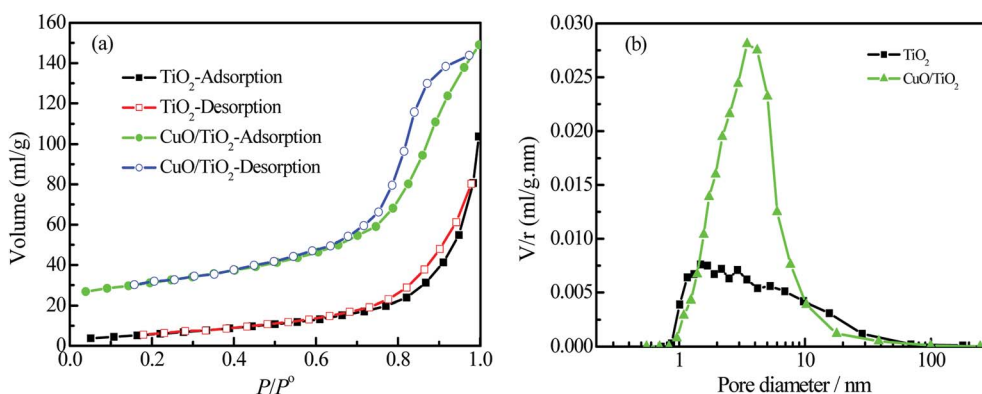 (a)
TiO₂-Adsorption
TiO₂-Desorption
CuO/TiO₂-Adsorption
CuO/TiO₂-Desorption
Volume (ml/g)
160
140
120
100
80
60
40
20
0
0.0 0.2 0.4 0.6 0.8 1.0
P/Pº
(b)
TiO₂
CuO/TiO₂
V/r (ml/g.nm)
0.030
0.025
0.020
0.015
0.010
0.005
0.000
1 10 100
Pore diameter / nm